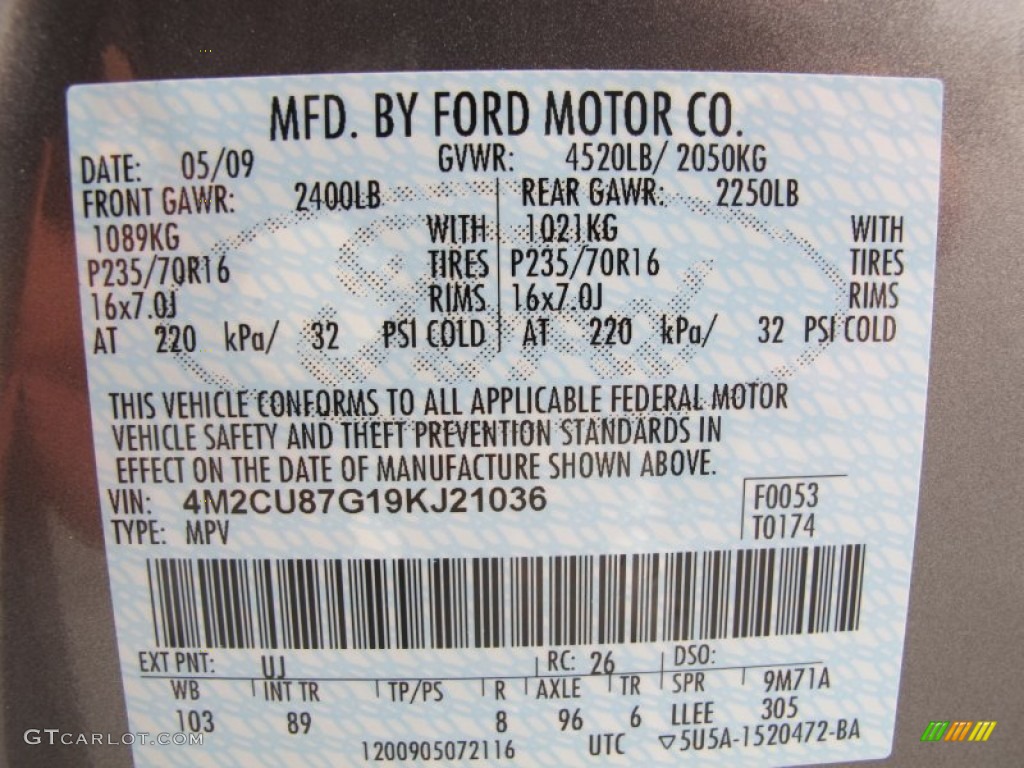 MFD. BY FORD MOTOR CO.
DATE: 05/09 GVWR: 4520LB/ 2050KG
FRONT GAWR: 2400LB REAR GAWR: 2250LB
1089KG WITH 1021KG WITH
P235/70R16 TIRES P235/70R16 TIRES
16x7.0J RIMS 16x7.0J RIMS
AT 220 kPa/ 32 PSI COLD AT 220 kPa/ 32 PSI COLD
THIS VEHICLE CONFORMS TO ALL APPLICABLE FEDERAL MOTOR
VEHICLE SAFETY AND THEFT PREVENTION STANDARDS IN
EFFECT ON THE DATE OF MANUFACTURE SHOWN ABOVE.
VIN: 4M2CU87G19KJ21036 F0053
TYPE: MPV T0174
EXT PNT: UJ RC: 26 DSO:
WB INT TR TP/PS R AXLE TR SPR 9M71A
103 89 8 96 6 LLEE 305
1200905072116 UTC ▽5U5A-1520472-BA
GTCARLOT.COM